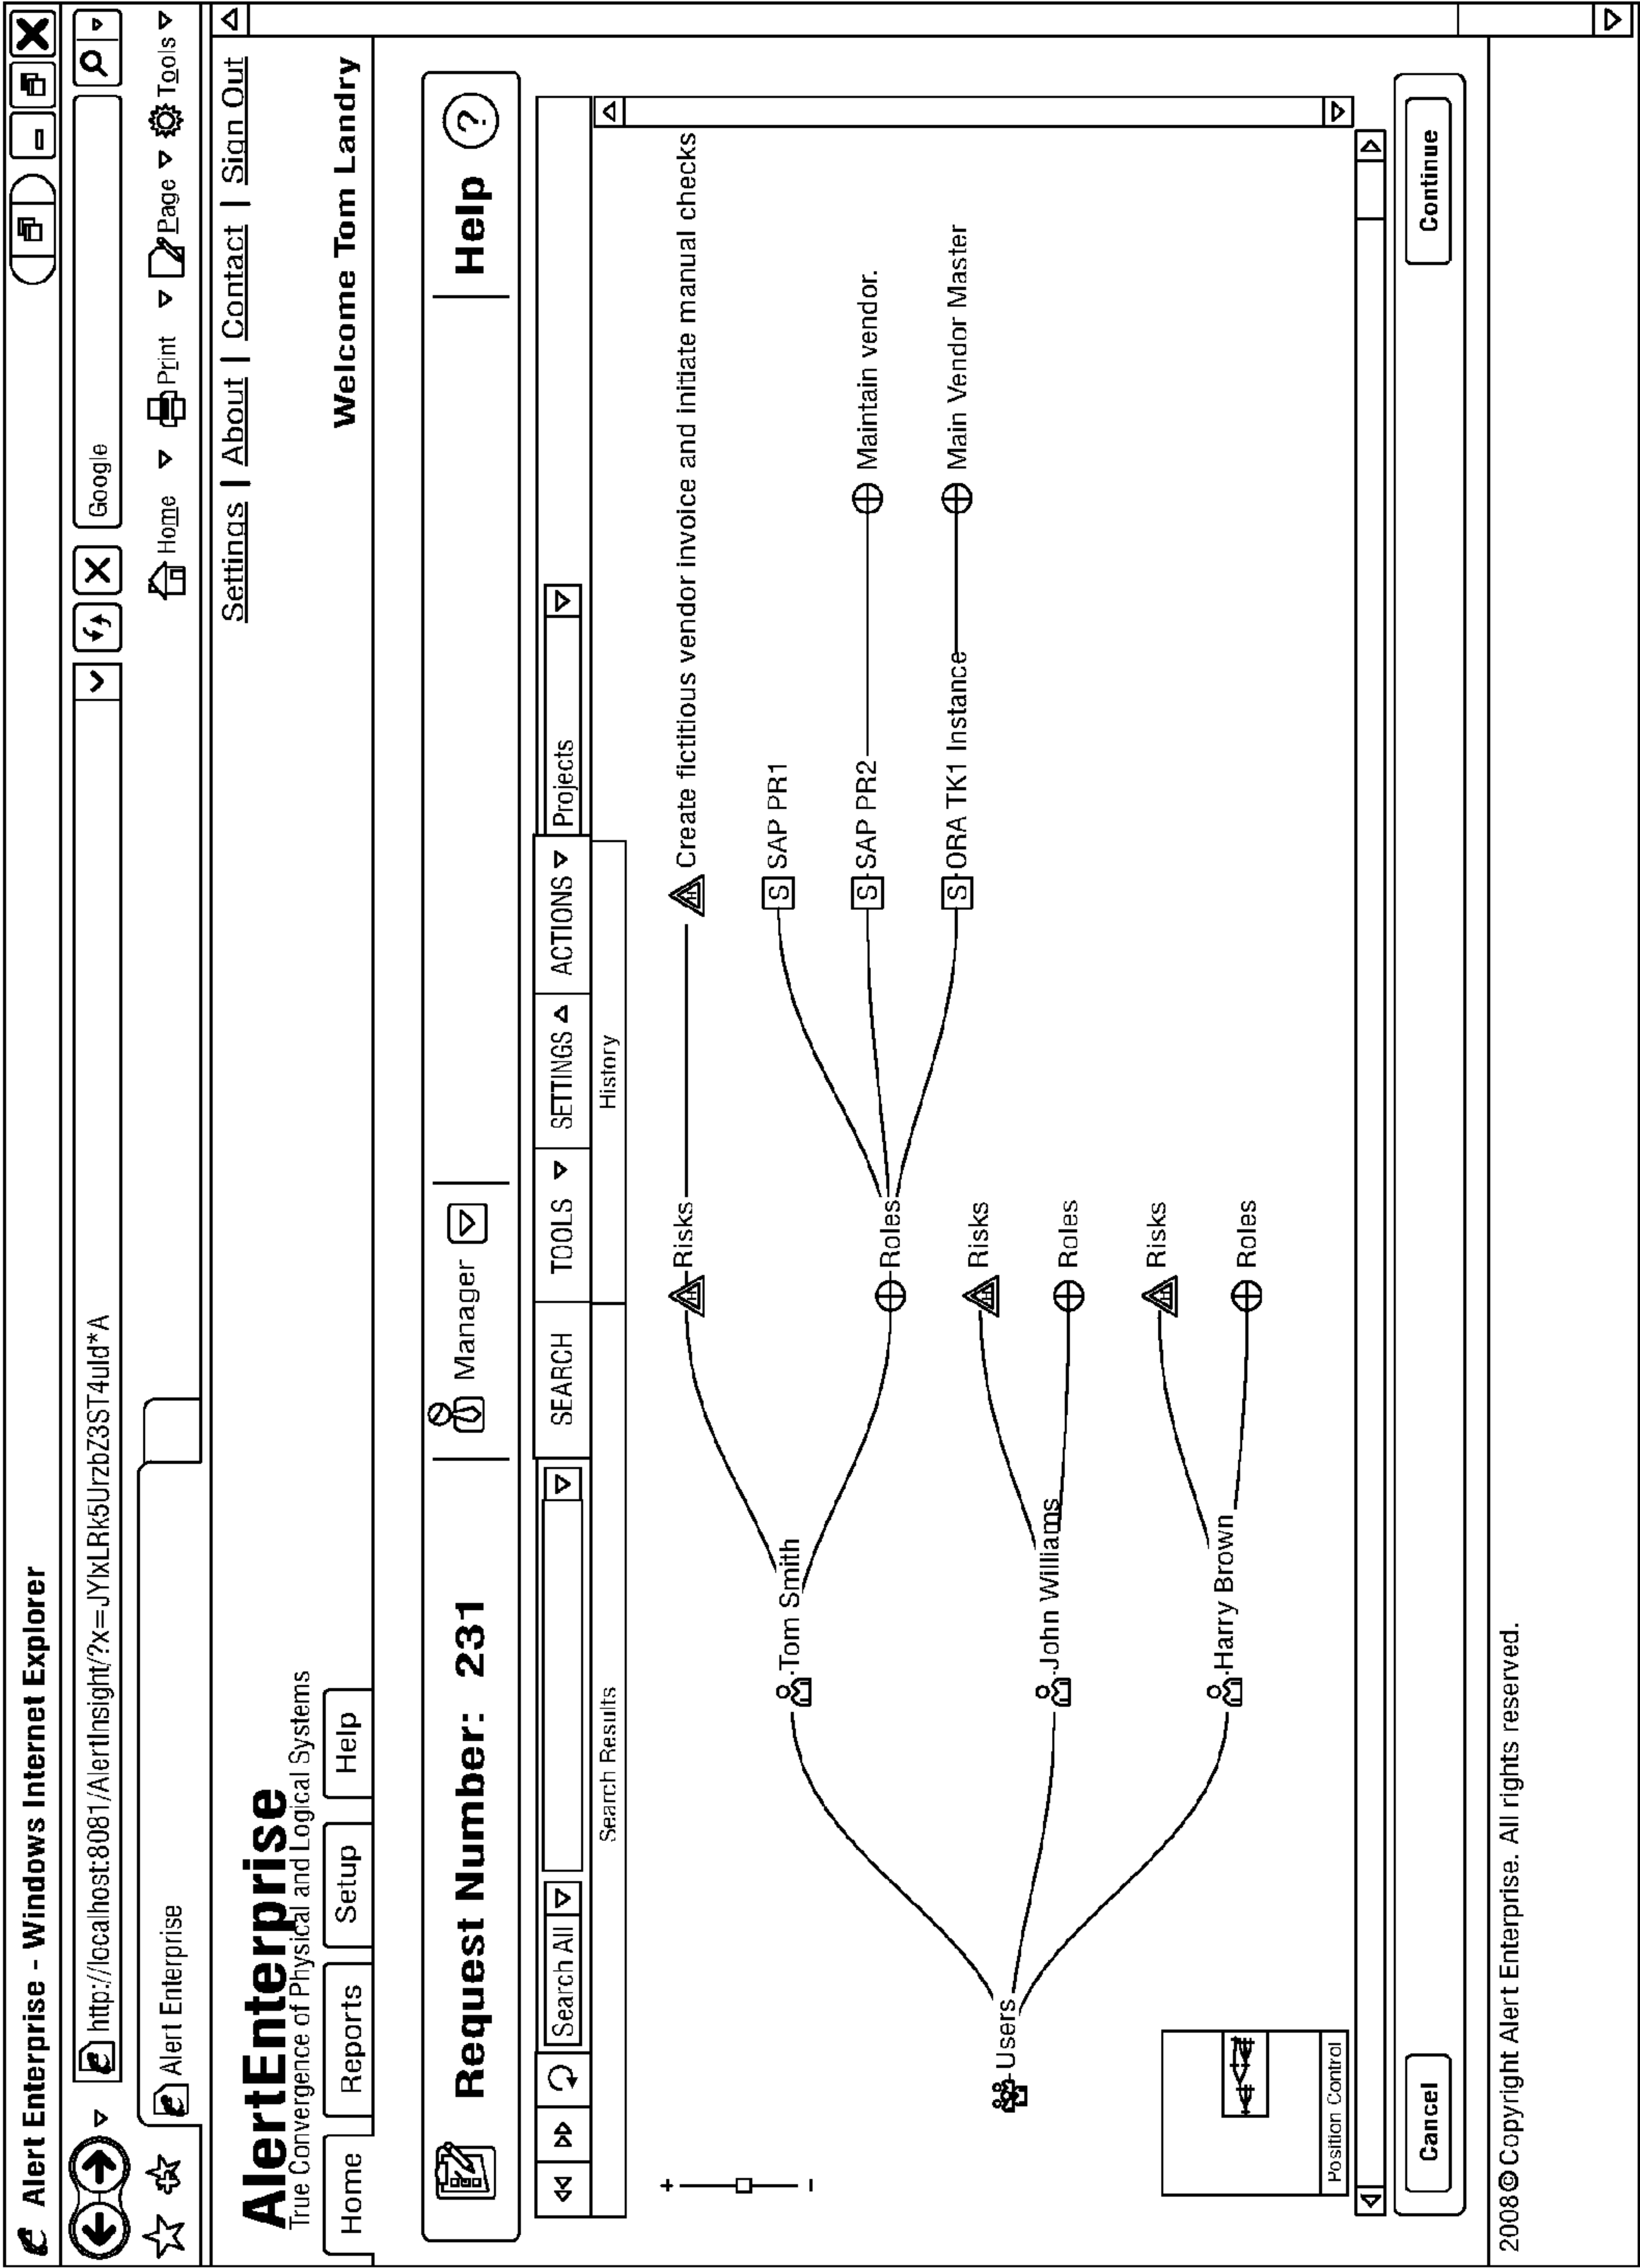 Alert Enterprise - Windows Internet Explorer
http://localhost:8081/AlertInsight/?x=JYlxLRk5UrzbZ3ST4uld*A
Google
Alert Enterprise
Home
Print
Page
Tools
AlertEnterprise
True Convergence of Physical and Logical Systems
Settings | About | Contact | Sign Out
Welcome Tom Landry
Home
Reports
Setup
Help
Request Number: 231
Manager
Help
?
Search All
SEARCH
TOOLS
SETTINGS
ACTIONS
Projects
Search Results
History
+
-
Users
Tom Smith
Risks
Create fictitious vendor invoice and initiate manual checks
Roles
S SAP PR1
S SAP PR2
Maintain vendor.
S ORA TK1 Instance
Main Vendor Master
John Williams
Risks
Roles
Harry Brown
Risks
Roles
Position Control
Cancel
Continue
2008©Copyright Alert Enterprise. All rights reserved.